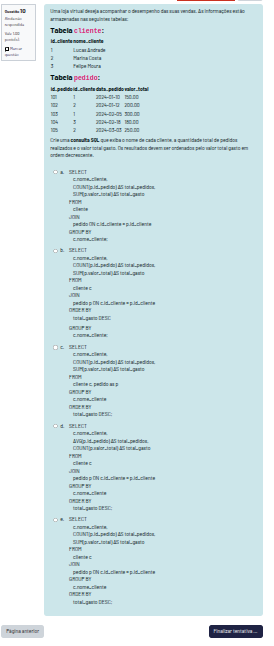 Questão 10
Ainda não
respondida
Vale 1,00
ponto(s).
Marcar
questão
Uma loja virtual deseja acompanhar o desempenho das suas vendas. As informações estão
armazenadas nas seguintes tabelas:
Tabela cliente:
id_cliente nome_cliente
1 Lucas Andrade
2 Marina Costa
3 Felipe Moura
Tabela pedido:
id_pedido id_cliente data_pedido valor_total
101 1 2024-01-10 150.00
102 2 2024-01-12 200.00
103 1 2024-02-05 300.00
104 3 2024-02-18 180.00
105 2 2024-03-03 250.00
Crie uma consulta SQL que exiba o nome de cada cliente, a quantidade total de pedidos
realizados e o valor total gasto. Os resultados devem ser ordenados pelo valor total gasto em
ordem decrescente.
a. SELECT
c.nome_cliente,
COUNT(p.id_pedido) AS total_pedidos,
SUM(p.valor_total) AS total_gasto
FROM
cliente
JOIN
pedido ON c.id_cliente = p.id_cliente
GROUP BY
c.nome_cliente;
b. SELECT
c.nome_cliente,
COUNT(p.id_pedido) AS total_pedidos,
SUM(p.valor_total) AS total_gasto
FROM
cliente c
JOIN
pedido p ON c.id_cliente = p.id_cliente
ORDER BY
total_gasto DESC
GROUP BY
c.nome_cliente;
c. SELECT
c.nome_cliente,
COUNT(p.id_pedido) AS total_pedidos,
SUM(p.valor_total) AS total_gasto
FROM
cliente c, pedido as p
GROUP BY
c.nome_cliente
ORDER BY
total_gasto DESC;
d. SELECT
c.nome_cliente,
AVG(p.id_pedido) AS total_pedidos,
COUNT(p.valor_total) AS total_gasto
FROM
cliente c
JOIN
pedido p ON c.id_cliente = p.id_cliente
GROUP BY
c.nome_cliente
ORDER BY
total_gasto DESC;
e. SELECT
c.nome_cliente,
COUNT(p.id_pedido) AS total_pedidos,
SUM(p.valor_total) AS total_gasto
FROM
cliente c
JOIN
pedido p ON c.id_cliente = p.id_cliente
GROUP BY
c.nome_cliente
ORDER BY
total_gasto DESC;
Página anterior
Finalizar tentativa ...